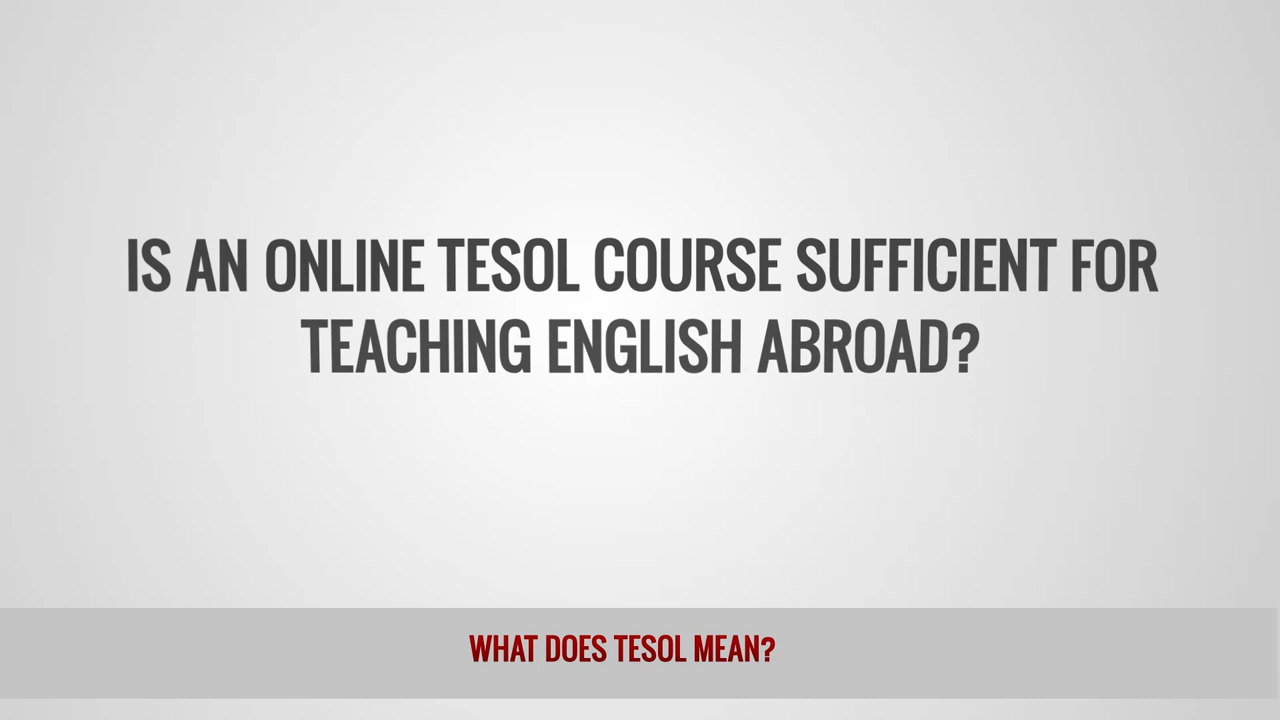 IS AN ONLINE TESOL COURSE SUFFICIENT FOR
TEACHING ENGLISH ABROAD?
WHAT DOES TESOL MEAN?